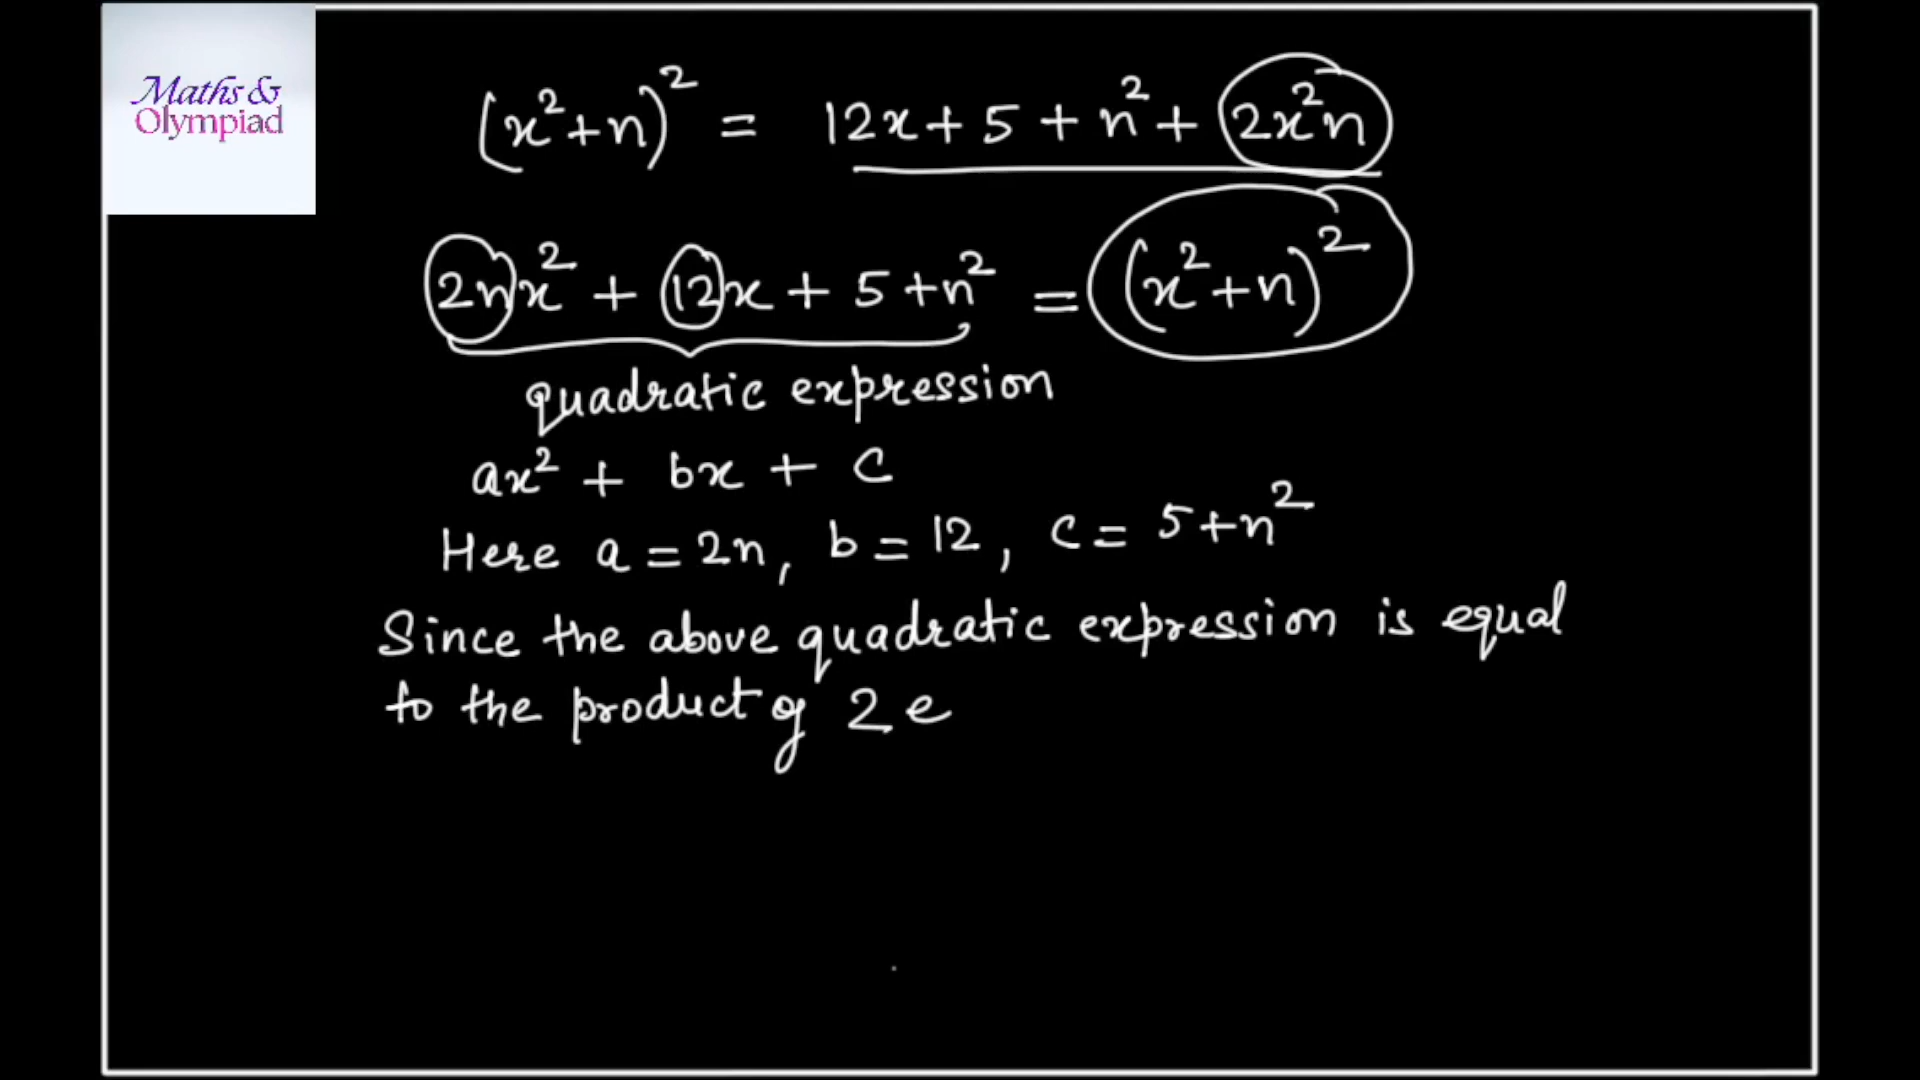 Maths &
Olympiad
(x²+n)² = 12x + 5 + n² + 2x²n
2nx² + 12x + 5 + n² = (x²+n)²
quadratic expression
ax² + bx + c
Here a = 2n, b = 12, c = 5+n²
Since the above quadratic expression is equal
to the product of 2 e